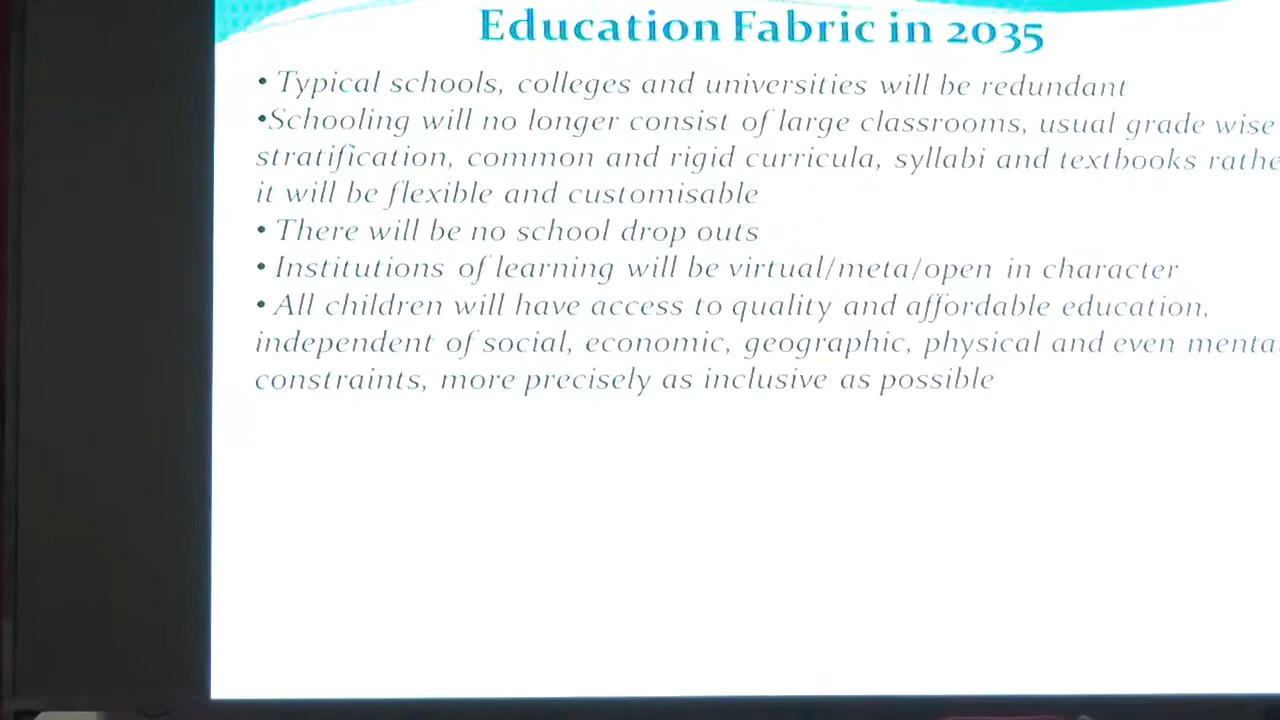 Education Fabric in 2035
• Typical schools, colleges and universities will be redundant
•Schooling will no longer consist of large classrooms, usual grade wise
stratification, common and rigid curricula, syllabi and textbooks rathe
it will be flexible and customisable
• There will be no school drop outs
• Institutions of learning will be virtual/meta/open in character
• All children will have access to quality and affordable education,
independent of social, economic, geographic, physical and even menta
constraints, more precisely as inclusive as possible